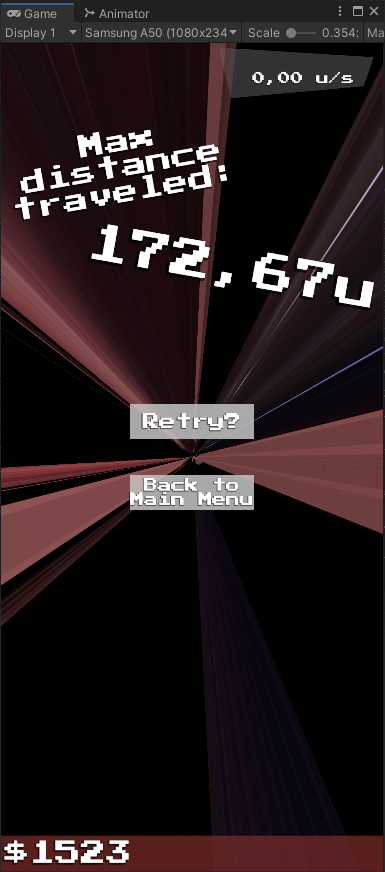 Game
Animator
Display 1
Samsung A50 (1080x234
Scale
0.354:
Ma
0,00 u/s
Max
distance
traveled:
172,67u
Retry?
Back to
Main Menu
$1523